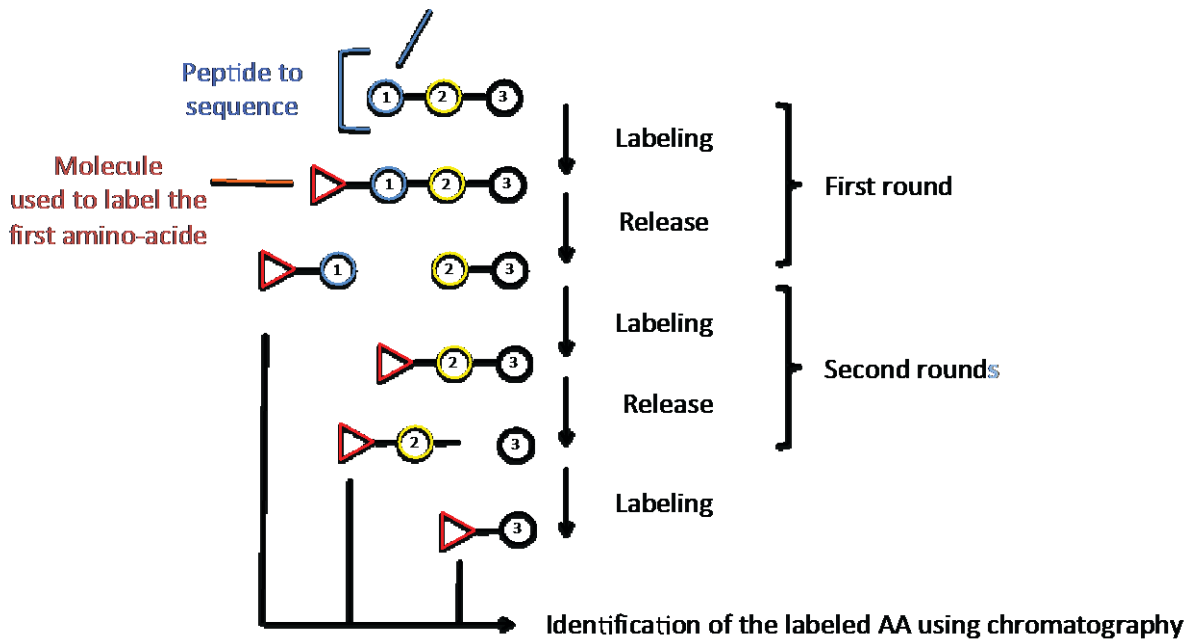 Peptide to
sequence
1 2 3
Labeling
Molecule
used to label the
first amino-acide
1 2 3
First round
Release
1 2 3
Labeling
2 3
Second rounds
Release
2 3
Labeling
3
Identification of the labeled AA using chromatography